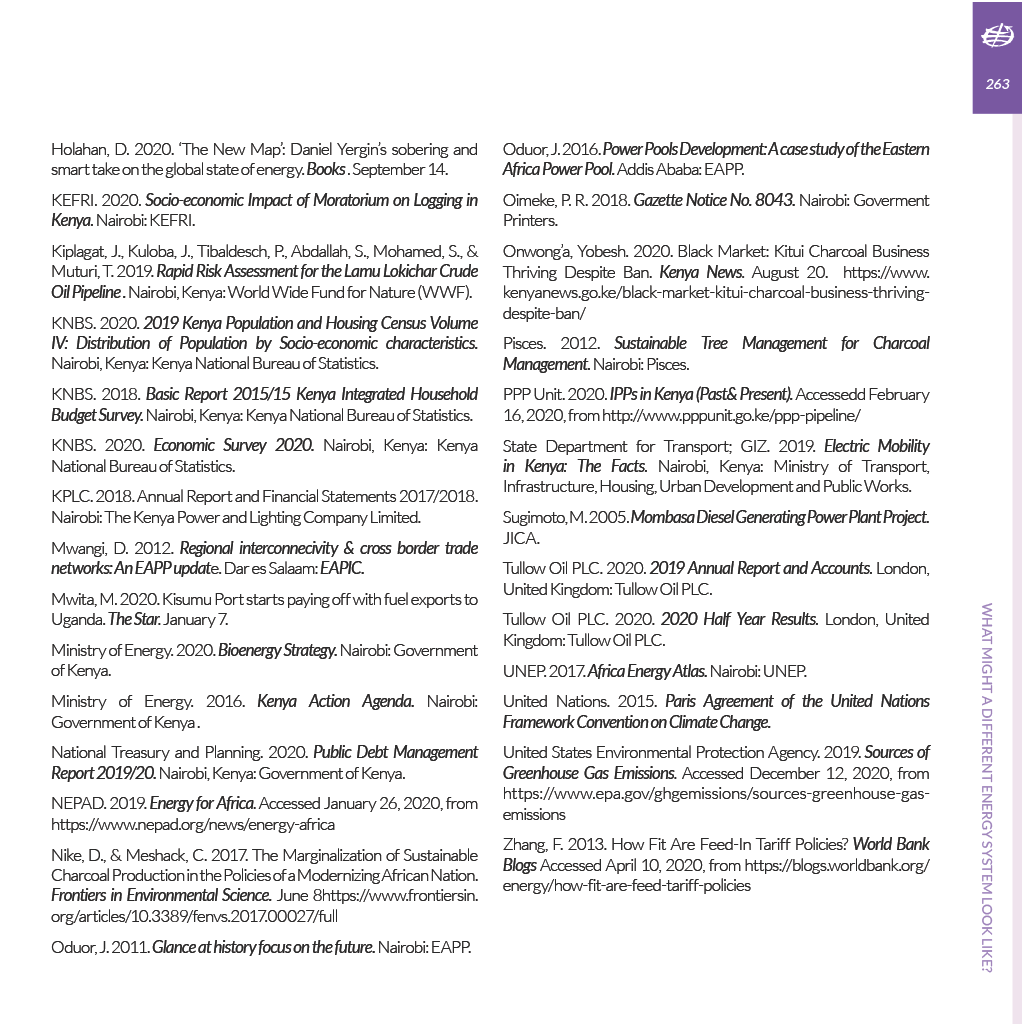 263
Holahan, D. 2020. ‘The New Map’: Daniel Yergin’s sobering and
smart take on the global state of energy. Books . September 14.
KEFRI. 2020. Socio-economic Impact of Moratorium on Logging in
Kenya. Nairobi: KEFRI.
Kiplagat, J., Kuloba, J., Tibaldesch, P., Abdallah, S., Mohamed, S., &
Muturi, T. 2019. Rapid Risk Assessment for the Lamu Lokichar Crude
Oil Pipeline . Nairobi, Kenya: World Wide Fund for Nature (WWF).
KNBS. 2020. 2019 Kenya Population and Housing Census Volume
IV: Distribution of Population by Socio-economic characteristics.
Nairobi, Kenya: Kenya National Bureau of Statistics.
KNBS. 2018. Basic Report 2015/15 Kenya Integrated Household
Budget Survey. Nairobi, Kenya: Kenya National Bureau of Statistics.
KNBS. 2020. Economic Survey 2020. Nairobi, Kenya: Kenya
National Bureau of Statistics.
KPLC. 2018. Annual Report and Financial Statements 2017/2018.
Nairobi: The Kenya Power and Lighting Company Limited.
Mwangi, D. 2012. Regional interconnecivity & cross border trade
networks: An EAPP update. Dar es Salaam: EAPIC.
Mwita, M. 2020. Kisumu Port starts paying off with fuel exports to
Uganda. The Star. January 7.
Ministry of Energy. 2020. Bioenergy Strategy. Nairobi: Government
of Kenya.
Ministry of Energy. 2016. Kenya Action Agenda. Nairobi:
Government of Kenya .
National Treasury and Planning. 2020. Public Debt Management
Report 2019/20. Nairobi, Kenya: Government of Kenya.
NEPAD. 2019. Energy for Africa. Accessed January 26, 2020, from
https://www.nepad.org/news/energy-africa
Nike, D., & Meshack, C. 2017. The Marginalization of Sustainable
Charcoal Production in the Policies of a Modernizing African Nation.
Frontiers in Environmental Science. June 8https://www.frontiersin.
org/articles/10.3389/fenvs.2017.00027/full
Oduor, J. 2011. Glance at history focus on the future. Nairobi: EAPP.
Oduor, J. 2016. Power Pools Development: A case study of the Eastern
Africa Power Pool. Addis Ababa: EAPP.
Oimeke, P. R. 2018. Gazette Notice No. 8043. Nairobi: Goverment
Printers.
Onwong’a, Yobesh. 2020. Black Market: Kitui Charcoal Business
Thriving Despite Ban. Kenya News. August 20. https://www.
kenyanews.go.ke/black-market-kitui-charcoal-business-thriving-
despite-ban/
Pisces. 2012. Sustainable Tree Management for Charcoal
Management. Nairobi: Pisces.
PPP Unit. 2020. IPPs in Kenya (Past& Present). Accessedd February
16, 2020, from http://www.pppunit.go.ke/ppp-pipeline/
State Department for Transport; GIZ. 2019. Electric Mobility
in Kenya: The Facts. Nairobi, Kenya: Ministry of Transport,
Infrastructure, Housing, Urban Development and Public Works.
Sugimoto, M. 2005. Mombasa Diesel Generating Power Plant Project.
JICA.
Tullow Oil PLC. 2020. 2019 Annual Report and Accounts. London,
United Kingdom: Tullow Oil PLC.
Tullow Oil PLC. 2020. 2020 Half Year Results. London, United
Kingdom: Tullow Oil PLC.
UNEP. 2017. Africa Energy Atlas. Nairobi: UNEP.
United Nations. 2015. Paris Agreement of the United Nations
Framework Convention on Climate Change.
United States Environmental Protection Agency. 2019. Sources of
Greenhouse Gas Emissions. Accessed December 12, 2020, from
https://www.epa.gov/ghgemissions/sources-greenhouse-gas-
emissions
Zhang, F. 2013. How Fit Are Feed-In Tariff Policies? World Bank
Blogs Accessed April 10, 2020, from https://blogs.worldbank.org/
energy/how-fit-are-feed-tariff-policies
WHAT MIGHT A DIFFERENT ENERGY SYSTEM LOOK LIKE?